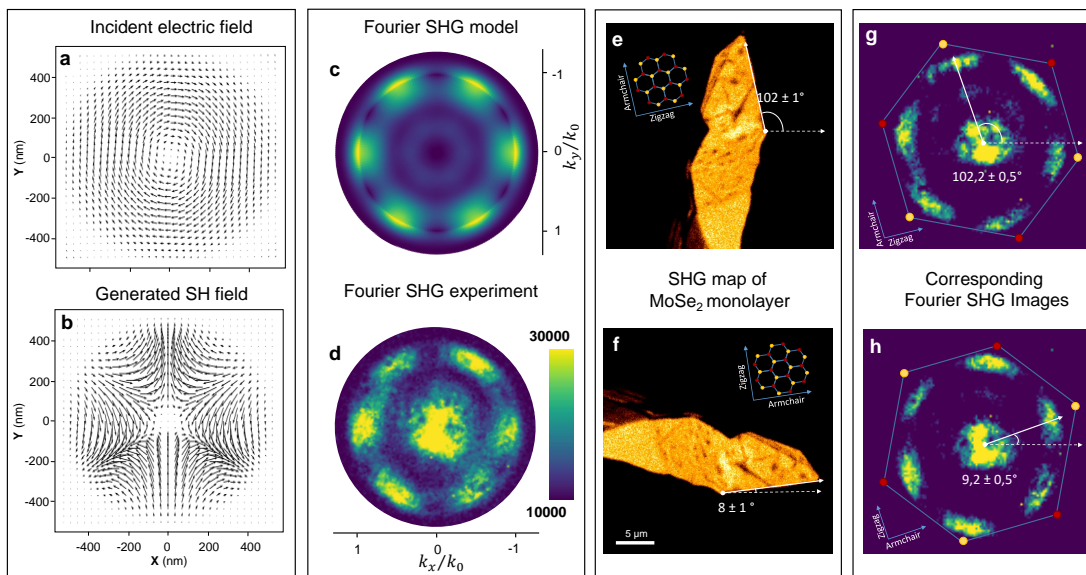 Incident electric field
a
Y (nm)
400
200
0
-200
-400
Generated SH field
b
Y (nm)
400
200
0
-200
-400
-400 -200 0 200 400
X (nm)
Fourier SHG model
c
-1
0
1
k_y/k_0
Fourier SHG experiment
d
30000
10000
1 0 -1
k_x/k_0
e
Armchair
Zigzag
102 ± 1°
SHG map of
MoSe₂ monolayer
f
Zigzag
Armchair
8 ± 1 °
5 µm
g
102,2 ± 0,5°
Armchair
Zigzag
Corresponding
Fourier SHG Images
h
9,2 ± 0,5°
Zigzag
Armchair